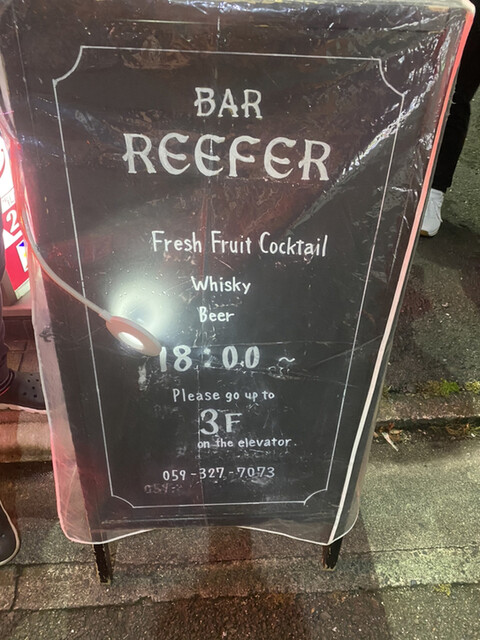 BAR
REEFER
Fresh Fruit Cocktail
Whisky
Beer
18:00~
Please go up to
3F
on the elevator.
059-327-7073